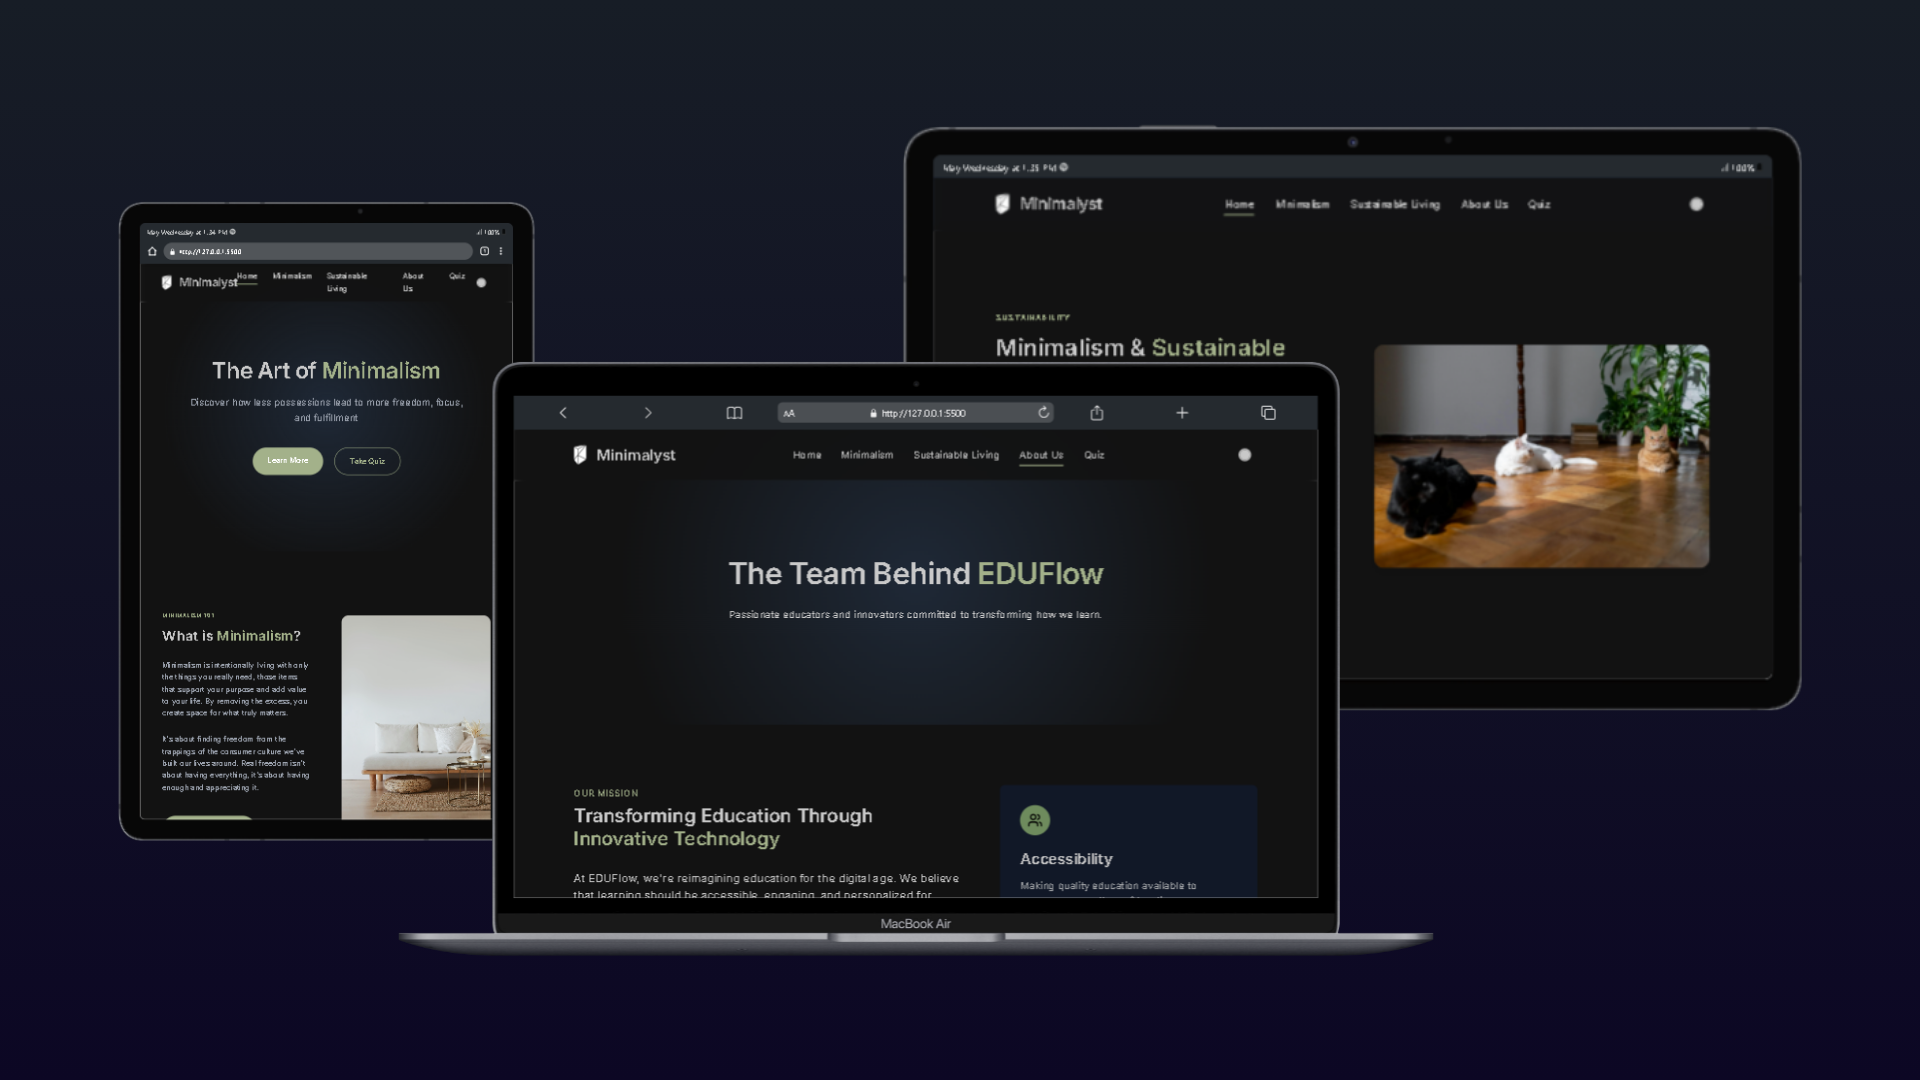 May Wednesday at 1:34 PM
100%
http://127.0.0.1:5500
Minimalyst
Home
Minimalism
Sustainable
Living
About
Us
Quiz
The Art of Minimalism
Discover how less possessions lead to more freedom, focus,
and fulfillment
Learn More
Take Quiz
What is Minimalism?
Minimalism is intentionally living with only
the things you really need, those items
that support your purpose and add value
to your life. By removing the excess, you
create space for what truly matters.
It's about finding freedom from the
trappings of the consumer culture we've
built our lives around. Real freedom isn't
about having everything, it's about having
enough and appreciating it.
May Wednesday at 1:35 PM
100%
Minimalyst
Home Minimalism Sustainable Living About Us Quiz
SUSTAINABILITY
Minimalism & Sustainable
AA
http://127.0.0.1:5500
Minimalyst
Home Minimalism Sustainable Living About Us Quiz
The Team Behind EDUFlow
Passionate educators and innovators committed to transforming how we learn.
OUR MISSION
Transforming Education Through
Innovative Technology
At EDUFlow, we're reimagining education for the digital age. We believe
that learning should be accessible, engaging, and personalized for
Accessibility
Making quality education available to
MacBook Air